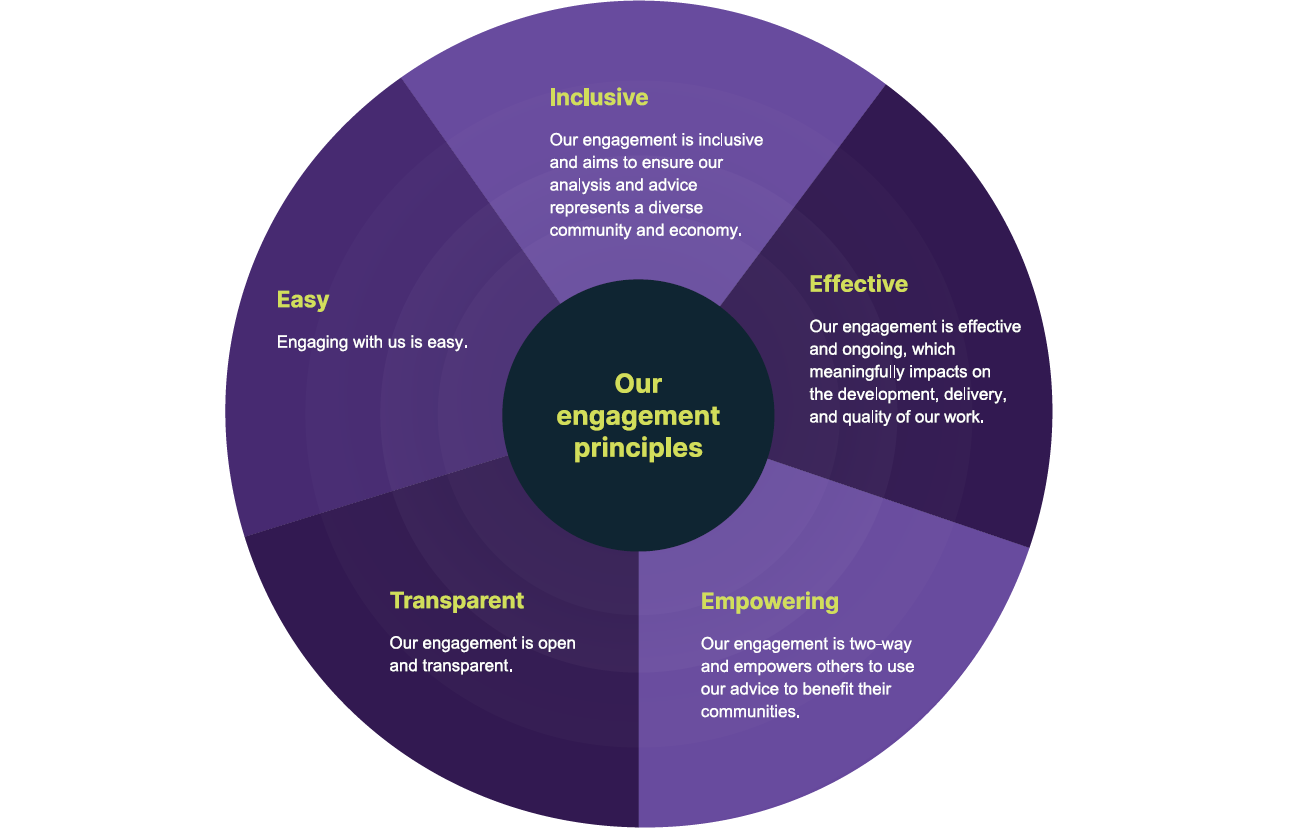 Inclusive
Our engagement is inclusive
and aims to ensure our
analysis and advice
represents a diverse
community and economy.
Effective
Our engagement is effective
and ongoing, which
meaningfully impacts on
the development, delivery,
and quality of our work.
Easy
Engaging with us is easy.
Our
engagement
principles
Transparent
Our engagement is open
and transparent.
Empowering
Our engagement is two-way
and empowers others to use
our advice to benefit their
communities.